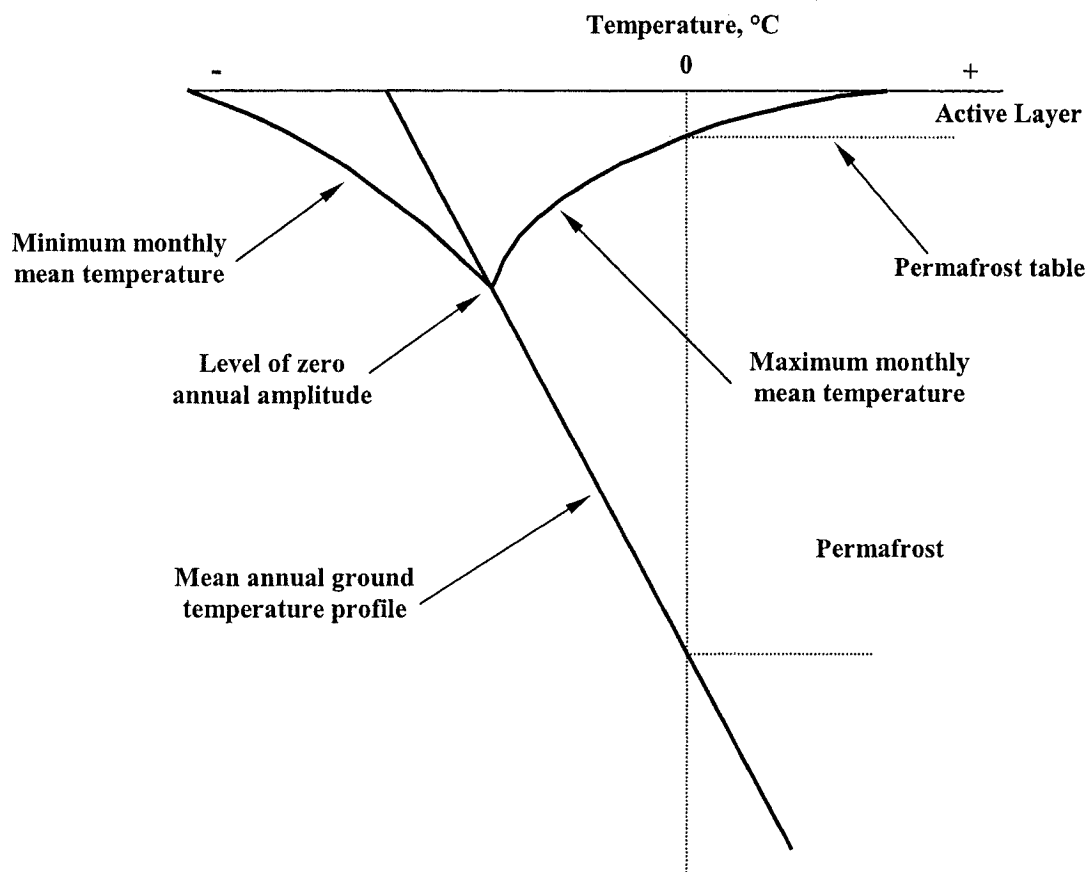 Temperature, °C
- 0 +
Active Layer
Minimum monthly
mean temperature
Permafrost table
Level of zero
annual amplitude
Maximum monthly
mean temperature
Permafrost
Mean annual ground
temperature profile